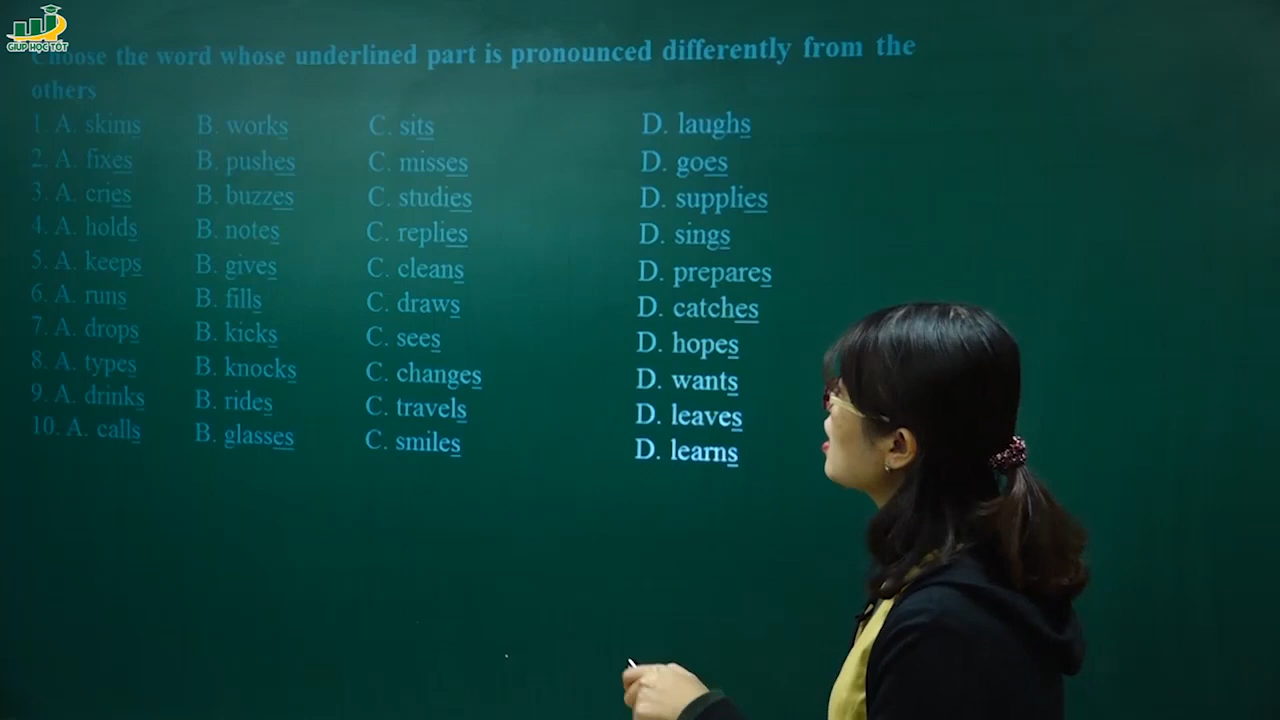 GIUP HỌC TỐT
Choose the word whose underlined part is pronounced differently from the
others
1. A. skims B. works C. sits D. laughs
2. A. fixes B. pushes C. misses D. goes
3. A. cries B. buzzes C. studies D. supplies
4. A. holds B. notes C. replies D. sings
5. A. keeps B. gives C. cleans D. prepares
6. A. runs B. fills C. draws D. catches
7. A. drops B. kicks C. sees D. hopes
8. A. types B. knocks C. changes D. wants
9. A. drinks B. rides C. travels D. leaves
10. A. calls B. glasses C. smiles D. learns